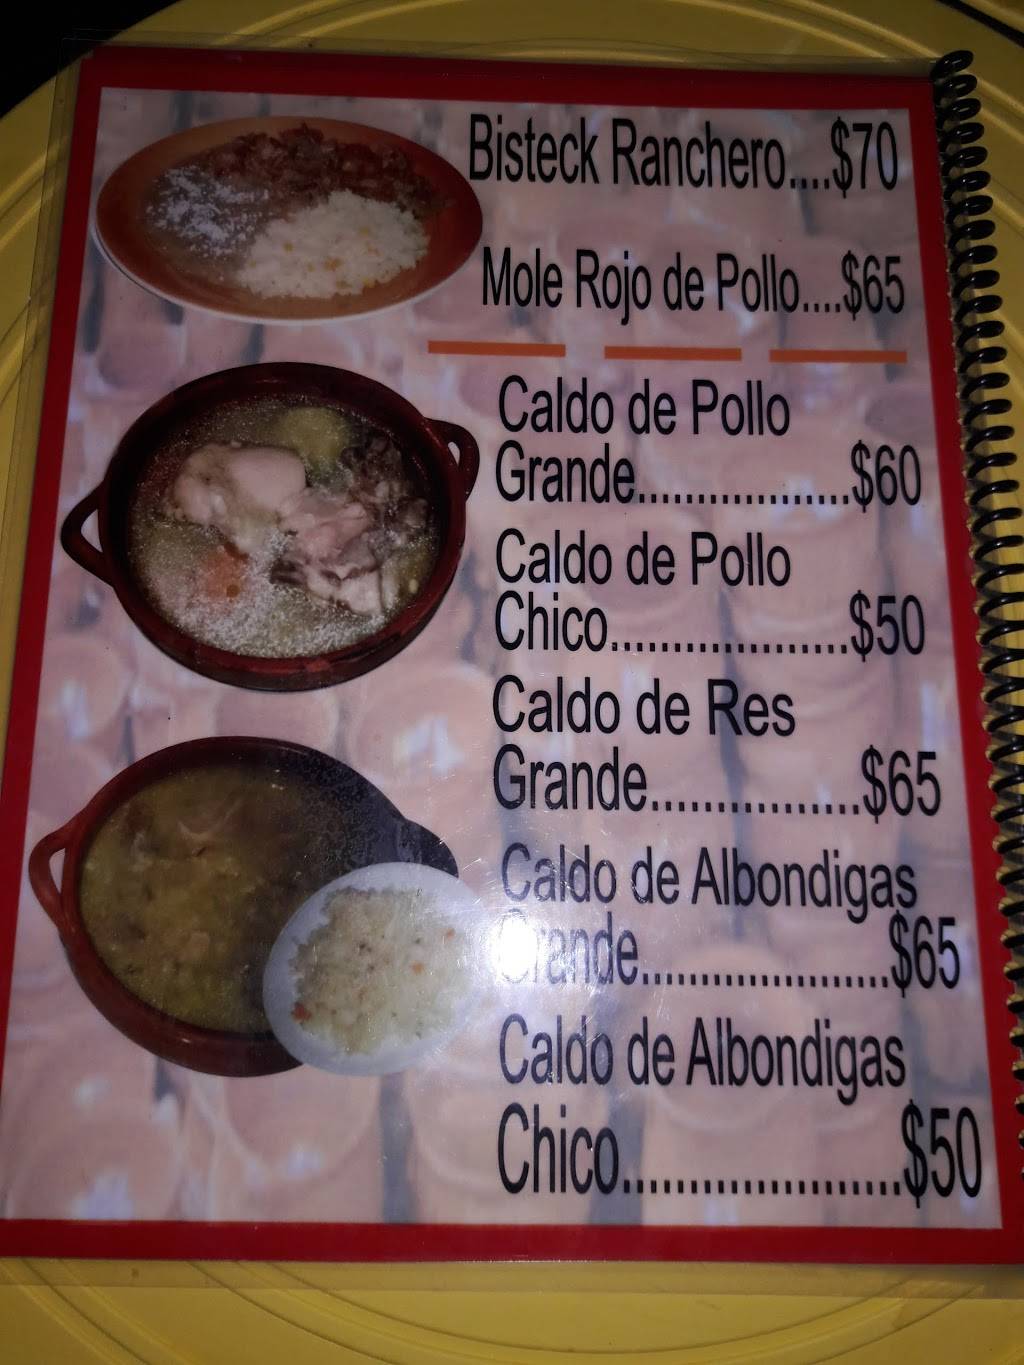 Bisteck Ranchero....$70
Mole Rojo de Pollo....$65
Caldo de Pollo
Grande..................$60
Caldo de Pollo
Chico...................$50
Caldo de Res
Grande................$65
Caldo de Albondigas
Grande.....................$65
Caldo de Albondigas
Chico.....................$50